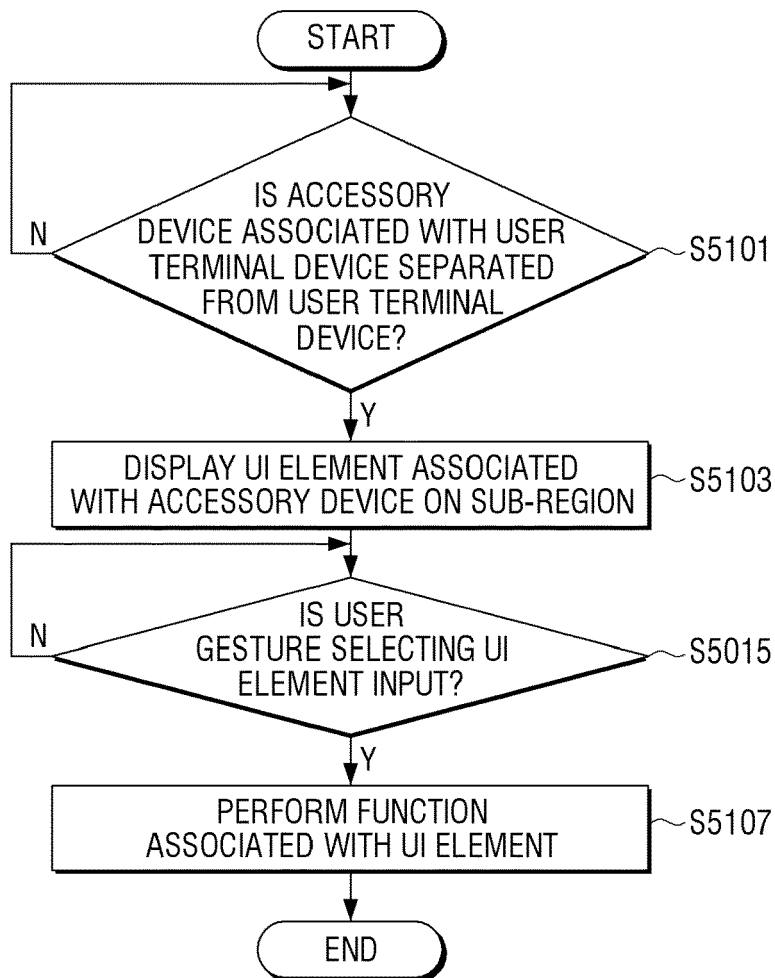 START
IS ACCESSORY
DEVICE ASSOCIATED WITH USER
TERMINAL DEVICE SEPARATED
FROM USER TERMINAL
DEVICE?
N
S5101
Y
DISPLAY UI ELEMENT ASSOCIATED
WITH ACCESSORY DEVICE ON SUB-REGION
S5103
IS USER
GESTURE SELECTING UI
ELEMENT INPUT?
N
S5015
Y
PERFORM FUNCTION
ASSOCIATED WITH UI ELEMENT
S5107
END